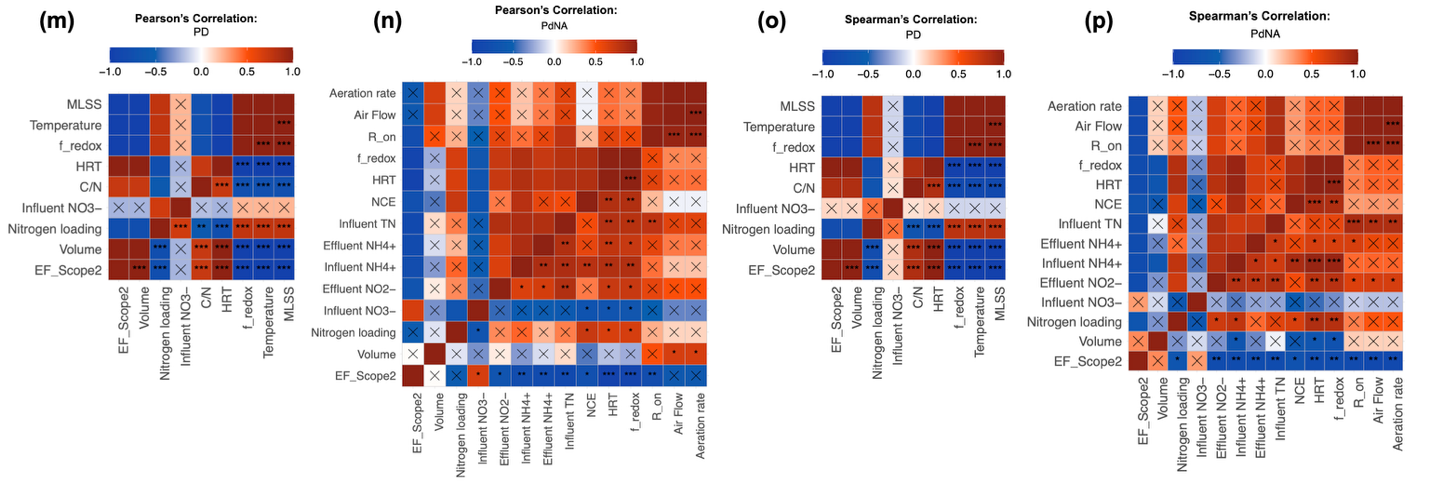 (m)
Pearson's Correlation:
PD
−1.0 −0.5 0.0 0.5 1.0
MLSS
Temperature
f_redox
HRT
C/N
Influent NO3−
Nitrogen loading
Volume
EF_Scope2
EF_Scope2
Volume
Nitrogen loading
Influent NO3−
C/N
HRT
f_redox
Temperature
MLSS
(n)
Pearson's Correlation:
PdNA
−1.0 −0.5 0.0 0.5 1.0
Aeration rate
Air Flow
R_on
f_redox
HRT
NCE
Influent TN
Effluent NH4+
Influent NH4+
Effluent NO2−
Influent NO3−
Nitrogen loading
Volume
EF_Scope2
EF_Scope2
Volume
Nitrogen loading
Influent NO3−
Effluent NO2−
Influent NH4+
Effluent NH4+
Influent TN
NCE
HRT
f_redox
R_on
Air Flow
Aeration rate
(o)
Spearman's Correlation:
PD
−1.0 −0.5 0.0 0.5 1.0
MLSS
Temperature
f_redox
HRT
C/N
Influent NO3−
Nitrogen loading
Volume
EF_Scope2
EF_Scope2
Volume
Nitrogen loading
Influent NO3−
C/N
HRT
f_redox
Temperature
MLSS
(p)
Spearman's Correlation:
PdNA
−1.0 −0.5 0.0 0.5 1.0
Aeration rate
Air Flow
R_on
f_redox
HRT
NCE
Influent TN
Effluent NH4+
Influent NH4+
Effluent NO2−
Influent NO3−
Nitrogen loading
Volume
EF_Scope2
EF_Scope2
Volume
Nitrogen loading
Influent NO3−
Effluent NO2−
Influent NH4+
Effluent NH4+
Influent TN
NCE
HRT
f_redox
R_on
Air Flow
Aeration rate